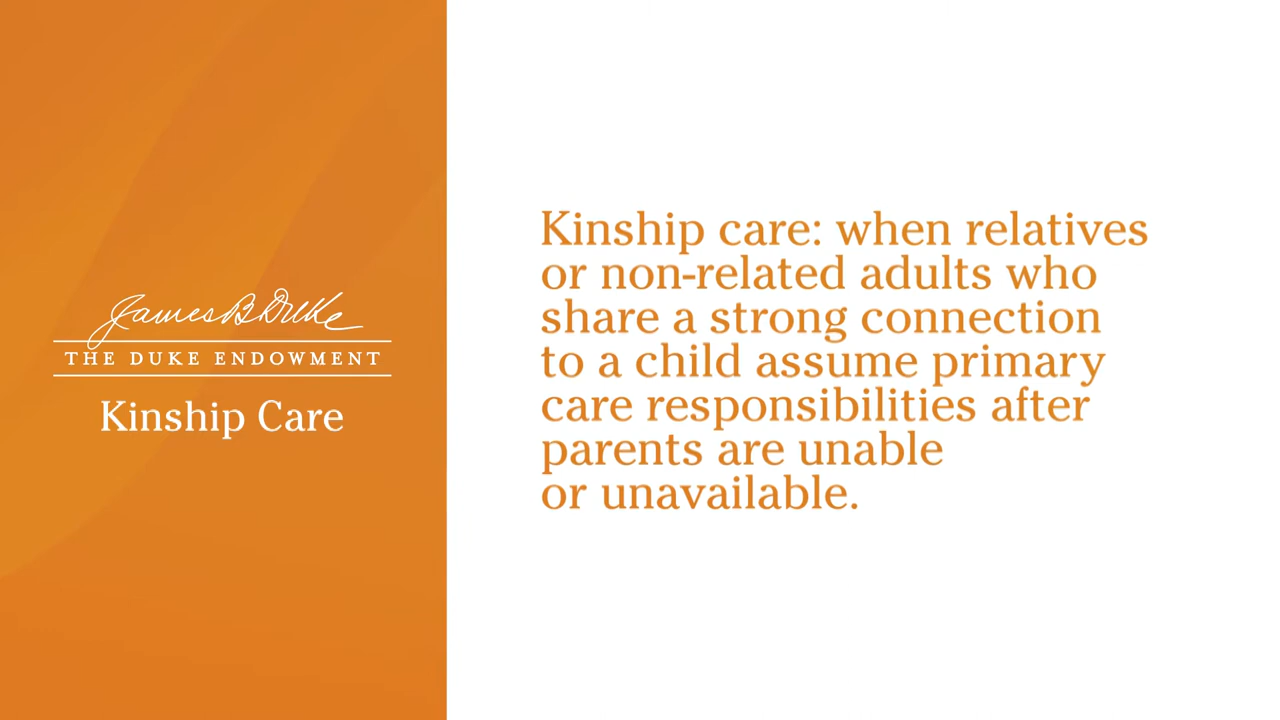 James B Duke
THE DUKE ENDOWMENT
Kinship Care
Kinship care: when relatives
or non-related adults who
share a strong connection
to a child assume primary
care responsibilities after
parents are unable
or unavailable.